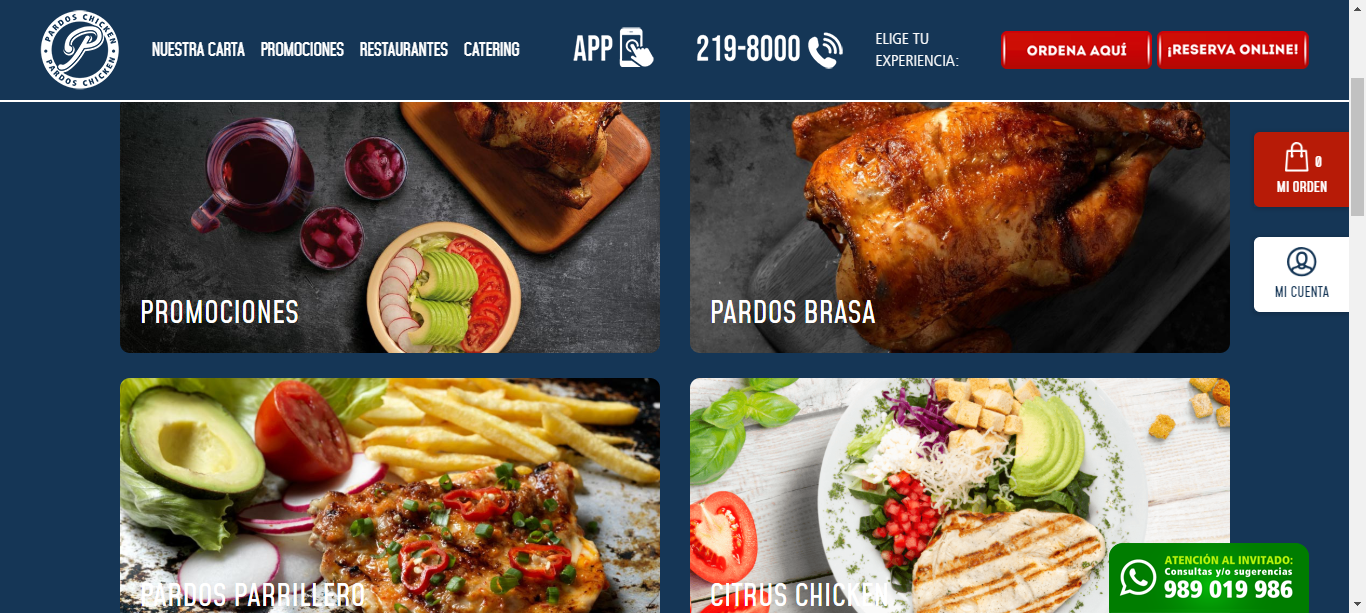 PARDOS CHICKEN
P
PARDOS CHICKEN
NUESTRA CARTA PROMOCIONES RESTAURANTES CATERING
APP
219-8000
ELIGE TU
EXPERIENCIA:
ORDENA AQUÍ
¡RESERVA ONLINE!
0
MI ORDEN
MI CUENTA
PROMOCIONES
PARDOS BRASA
PARDOS PARRILLERO
CITRUS CHICKEN
ATENCIÓN AL INVITADO:
Consultas y/o sugerencias
989 019 986